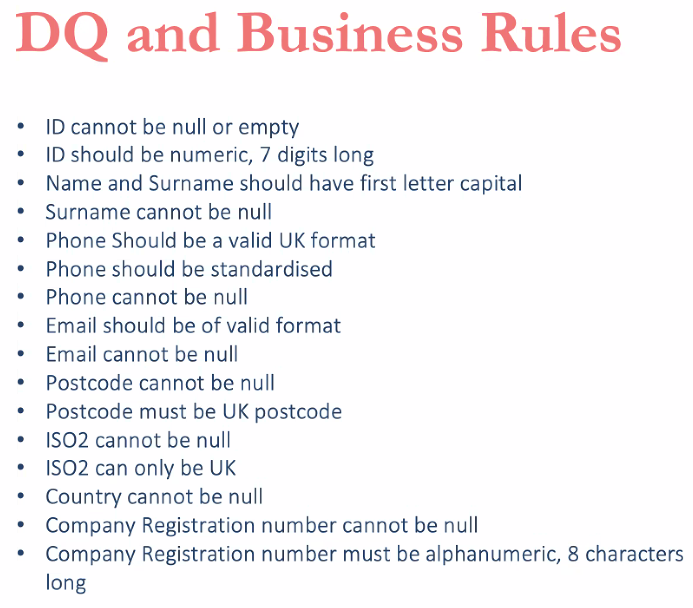 DQ and Business Rules
• ID cannot be null or empty
• ID should be numeric, 7 digits long
• Name and Surname should have first letter capital
• Surname cannot be null
• Phone Should be a valid UK format
• Phone should be standardised
• Phone cannot be null
• Email should be of valid format
• Email cannot be null
• Postcode cannot be null
• Postcode must be UK postcode
• ISO2 cannot be null
• ISO2 can only be UK
• Country cannot be null
• Company Registration number cannot be null
• Company Registration number must be alphanumeric, 8 characters
long